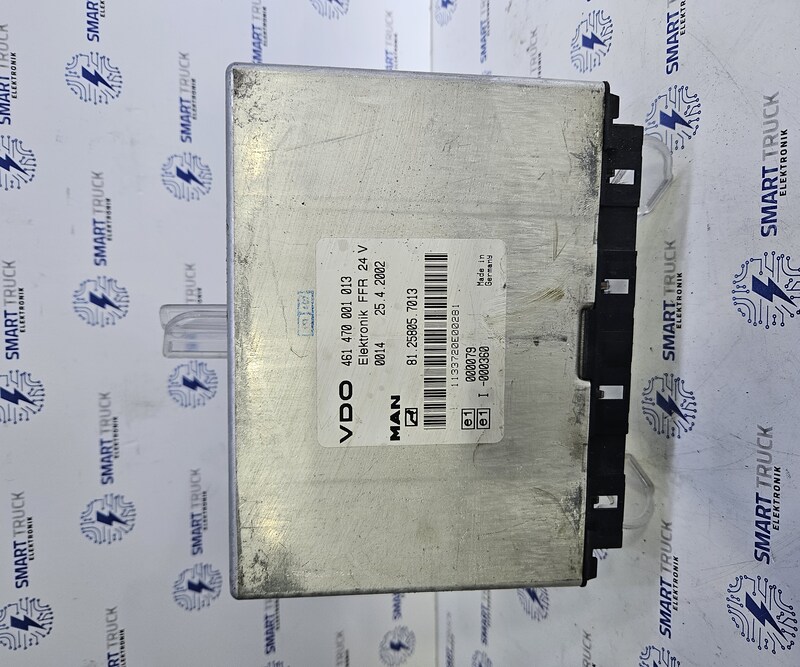 VDO 461 470 001 013
Elektronik FFR 24 V
0014 25.4.2002
MAN 81.25805.7013
1133720E00281
e1 000079
e1 I -000360
Made in
Germany
SMART TRUCK
ELEKTRONIK